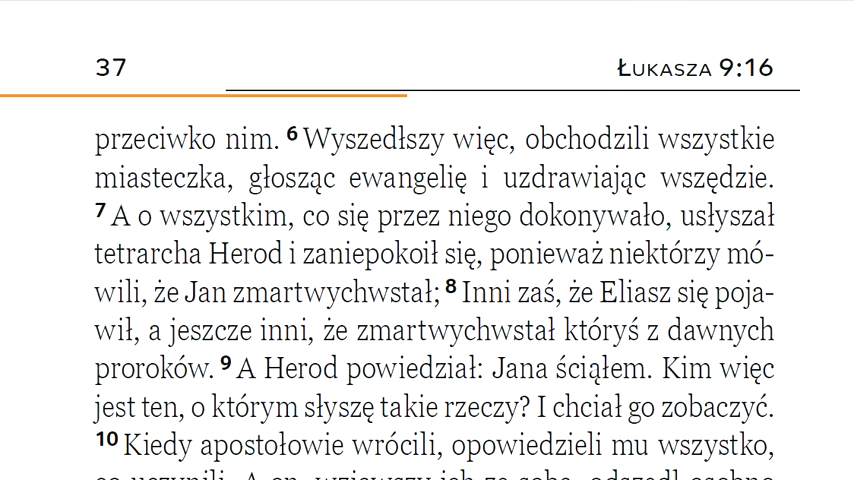 37 Łukasza 9:16
przeciwko nim. 6 Wyszedłszy więc, obchodzili wszystkie
miasteczka, głosząc ewangelię i uzdrawiając wszędzie.
7 A o wszystkim, co się przez niego dokonywało, usłyszał
tetrarcha Herod i zaniepokoił się, ponieważ niektórzy mó-
wili, że Jan zmartwychwstał; 8 Inni zaś, że Eliasz się poja-
wił, a jeszcze inni, że zmartwychwstał któryś z dawnych
proroków. 9 A Herod powiedział: Jana ściąłem. Kim więc
jest ten, o którym słyszę takie rzeczy? I chciał go zobaczyć.
10 Kiedy apostołowie wrócili, opowiedzieli mu wszystko,